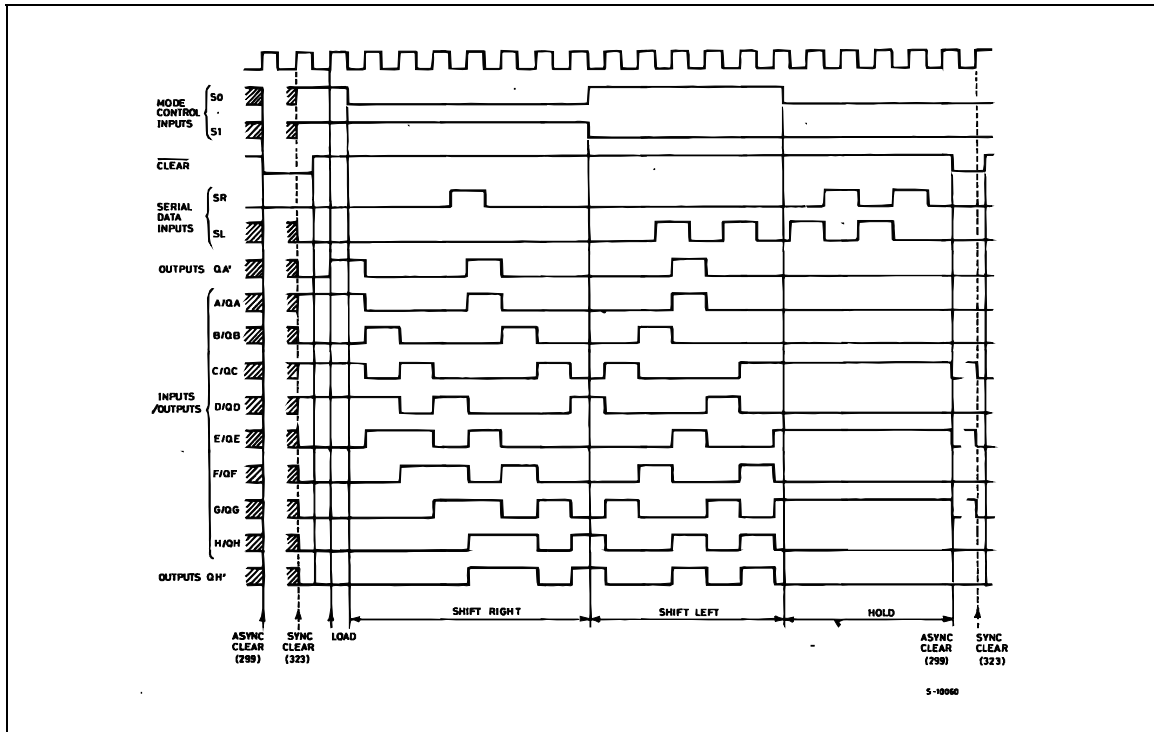 MODE
CONTROL
INPUTS
S0
S1
CLEAR
SERIAL
DATA
INPUTS
SR
SL
OUTPUTS QA'
INPUTS
/OUTPUTS
A/QA
B/QB
C/QC
D/QD
E/QE
F/QF
G/QG
H/QH
OUTPUTS QH'
SHIFT RIGHT
SHIFT LEFT
HOLD
ASYNC
CLEAR
(299)
SYNC
CLEAR
(323)
LOAD
ASYNC
CLEAR
(299)
SYNC
CLEAR
(323)
S-10060